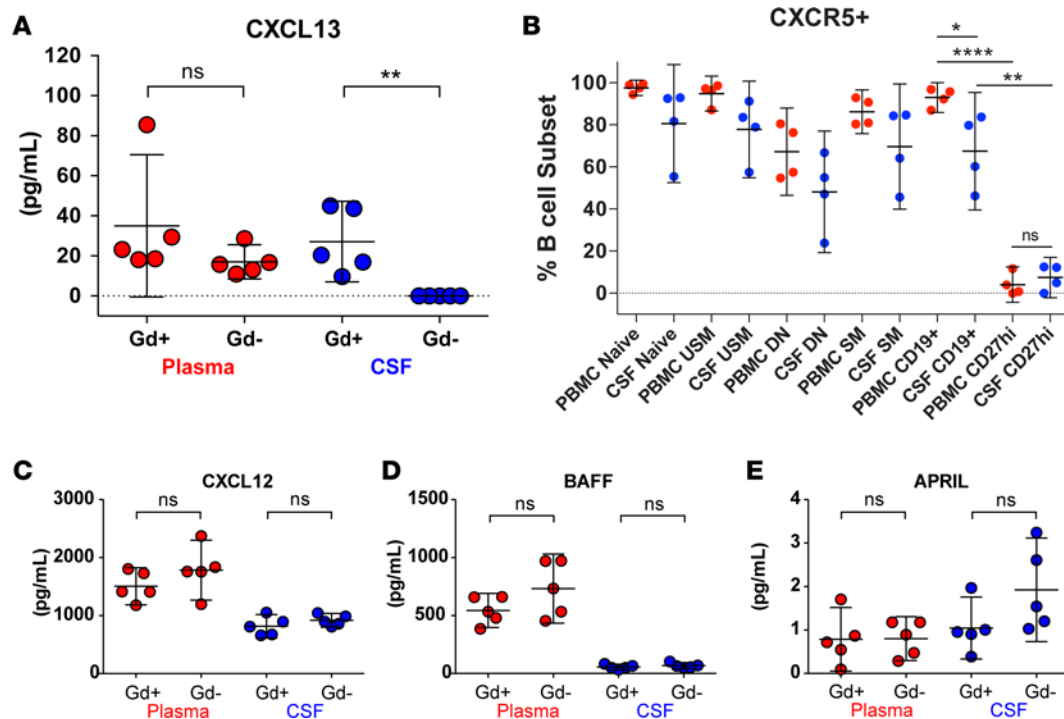 A
CXCL13
(pg/mL)
120
100
80
60
40
20
0
ns
**
Gd+
Gd-
Gd+
Gd-
Plasma
CSF
B
CXCR5+
% B cell Subset
100
80
60
40
20
0
*
****
**
ns
PBMC Naive
CSF Naive
PBMC USM
CSF USM
PBMC DN
CSF DN
PBMC SM
CSF SM
PBMC CD19+
CSF CD19+
PBMC CD27hi
CSF CD27hi
C
CXCL12
(pg/mL)
3000
2000
1000
0
ns
ns
Gd+
Gd-
Gd+
Gd-
Plasma
CSF
D
BAFF
(pg/mL)
1500
1000
500
0
ns
ns
Gd+
Gd-
Gd+
Gd-
Plasma
CSF
E
APRIL
(pg/mL)
4
3
2
1
0
ns
ns
Gd+
Gd-
Gd+
Gd-
Plasma
CSF